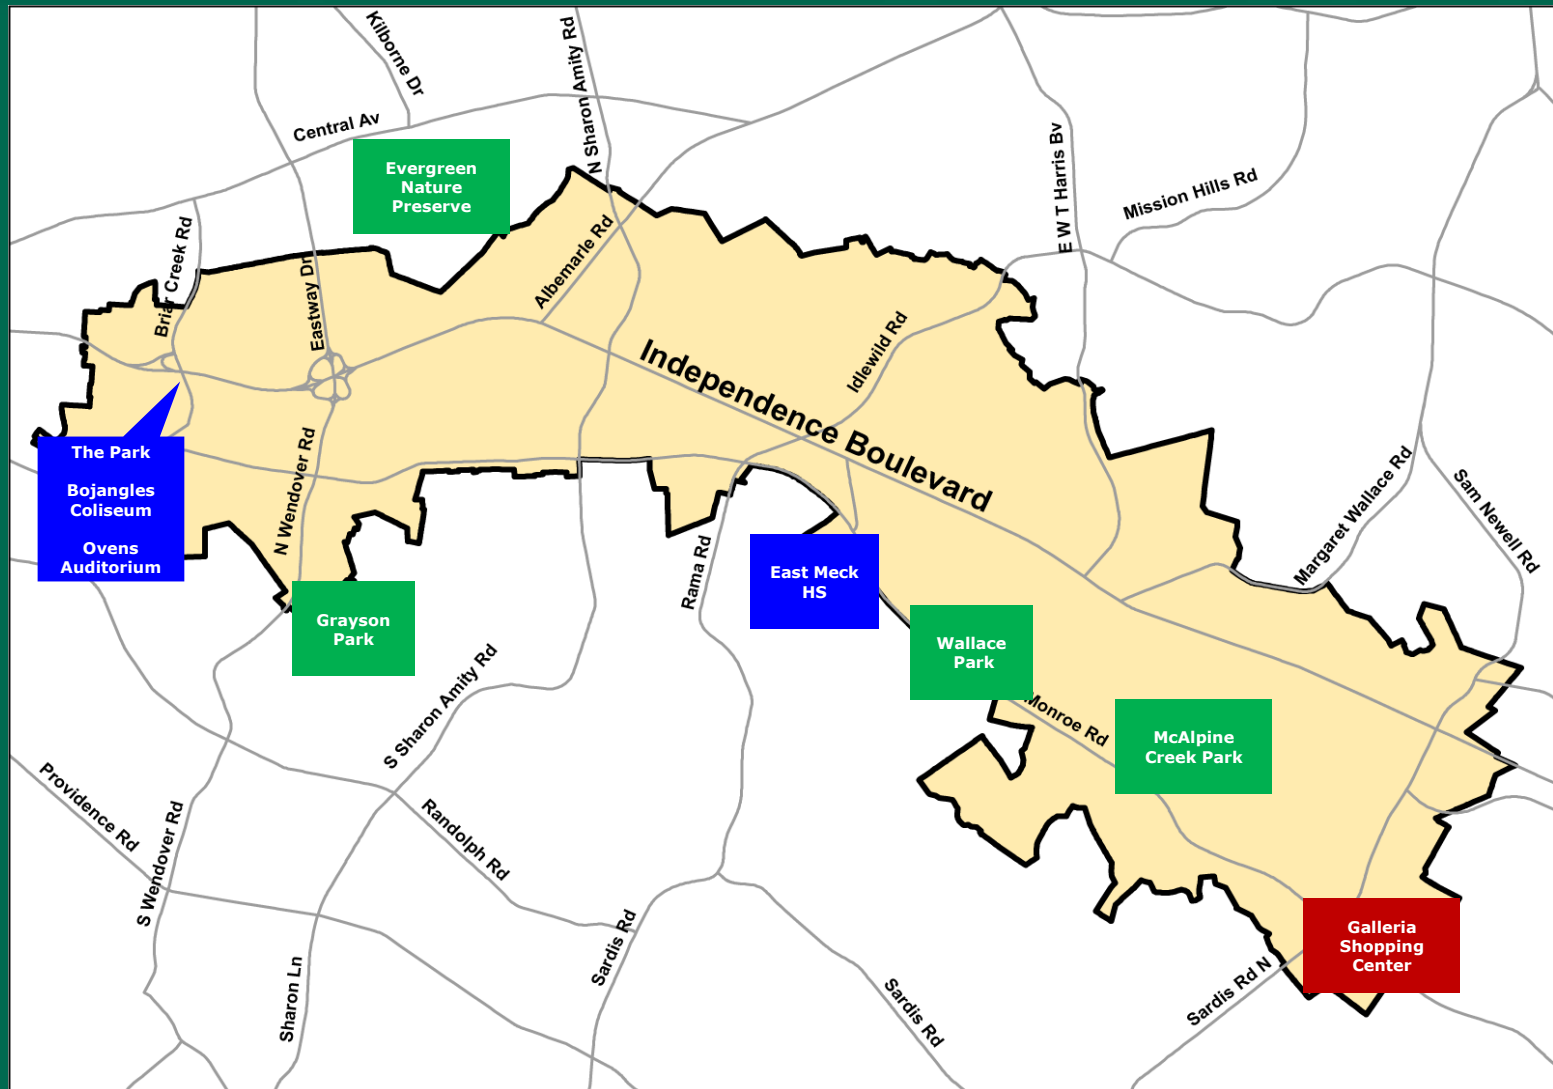 Kilborne Dr
N Sharon Amity Rd
Central Av
Evergreen
Nature
Preserve
E W T Harris Bv
Mission Hills Rd
Briar Creek Rd
Eastway Dr
Albemarle Rd
Idlewild Rd
Independence Boulevard
The Park
Bojangles
Coliseum
Ovens
Auditorium
N Wendover Rd
Margaret Wallace Rd
Sam Newell Rd
Rama Rd
East Meck
HS
Grayson
Park
Wallace
Park
S Sharon Amity Rd
Monroe Rd
McAlpine
Creek Park
Providence Rd
S Wendover Rd
Randolph Rd
Sardis Rd
Galleria
Shopping
Center
Sharon Ln
Sardis Rd
Sardis Rd N